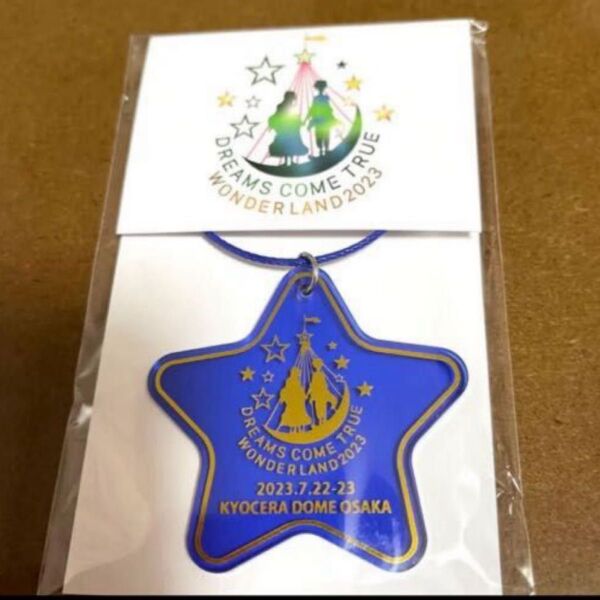 DREAMS COME TRUE
WONDERLAND2023
DREAMS COME TRUE
WONDERLAND2023
2023.7.22-23
KYOCERA DOME OSAKA